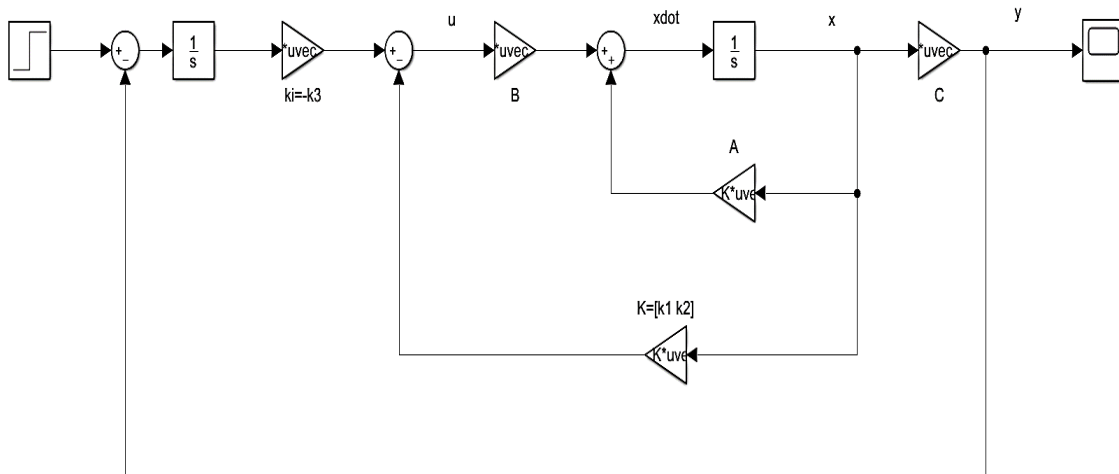 u
xdot
x
y
+
−
1
s
*uvec
+
−
*uvec
+
+
1
s
*uvec
ki=-k3
B
C
A
K*uve
K=[k1 k2]
K*uve